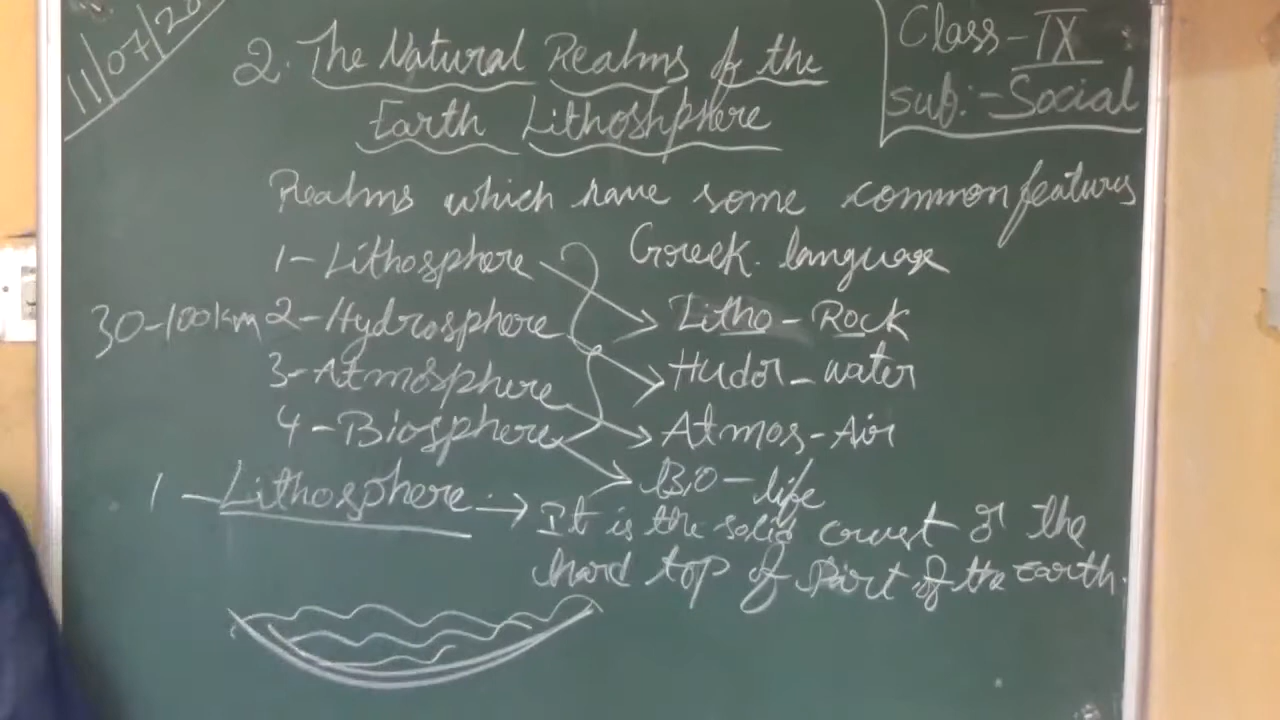 11/07/20
Class-IX
sub:-Social
2. The Natural Realms of the
Earth Lithoshphere
Realms which have some common features
1-Lithosphere
Greek language
30-100km
2-Hydrosphere
Litho-Rock
3-Atmosphere
Hudor-water
4-Biosphere
Atmos-Air
Bio-life
1-Lithosphere → It is the solid crust or the
hard top of Part of the Earth.